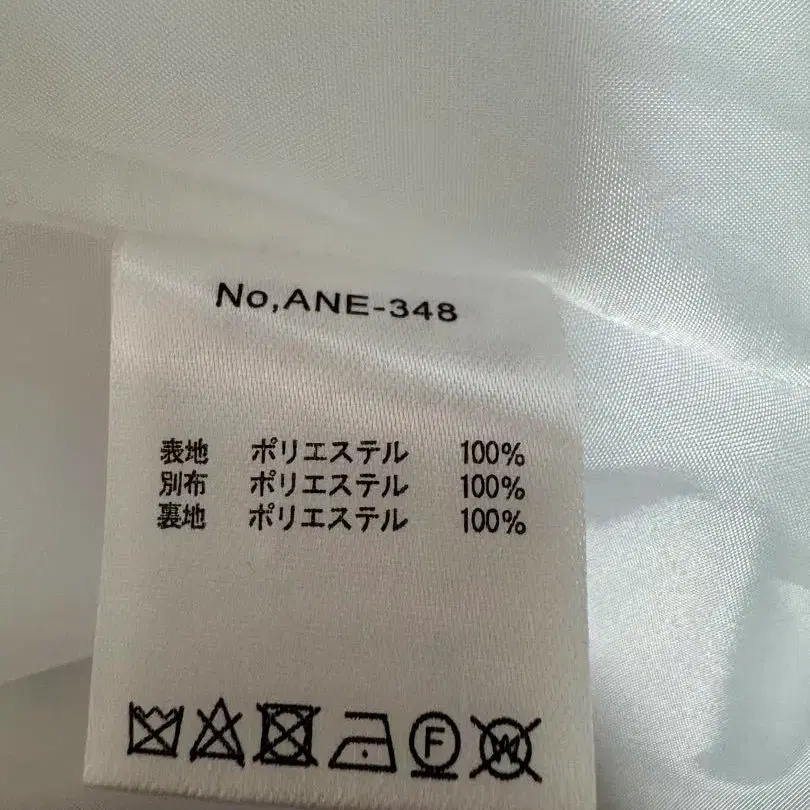 No,ANE-348
表地 ポリエステル 100%
別布 ポリエステル 100%
裏地 ポリエステル 100%
F W